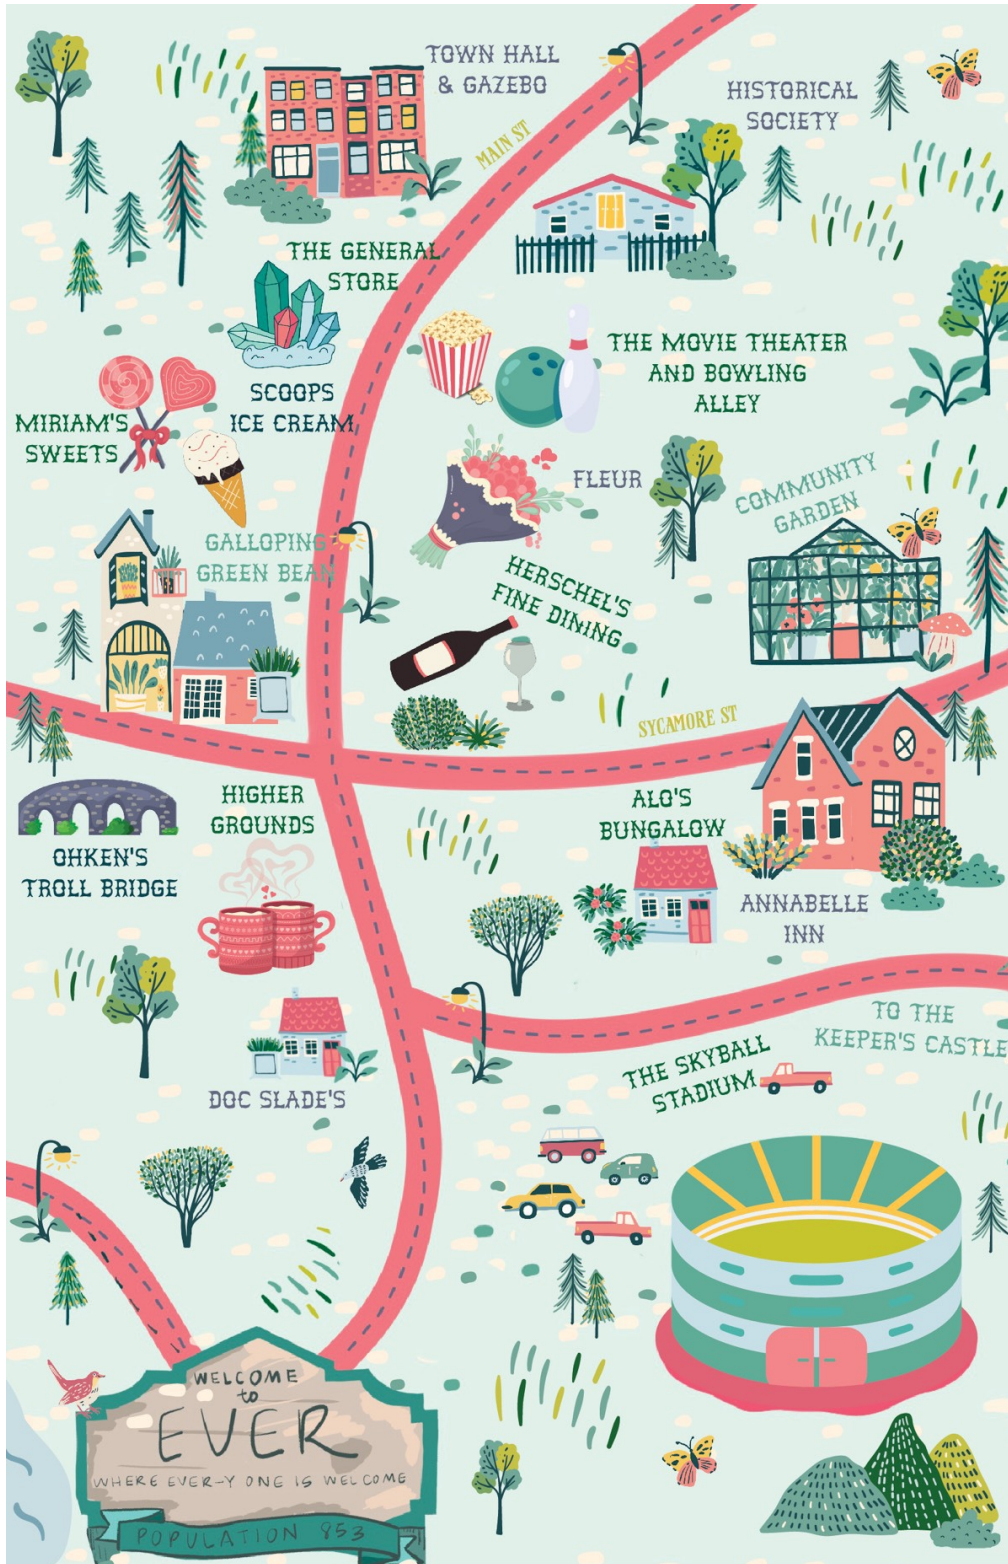 TOWN HALL
& GAZEBO
MAIN ST
HISTORICAL
SOCIETY
THE GENERAL
STORE
THE MOVIE THEATER
AND BOWLING
ALLEY
SCOOPS
ICE CREAM
MIRIAM'S
SWEETS
FLEUR
COMMUNITY
GARDEN
GALLOPING
GREEN BEAN
HERSCHEL'S
FINE DINING
SYCAMORE ST
HIGHER
GROUNDS
ALO'S
BUNGALOW
OHKEN'S
TROLL BRIDGE
ANNABELLE
INN
TO THE
KEEPER'S CASTLE
THE SKYBALL
STADIUM
DOC SLADE'S
WELCOME
to
EVER
WHERE EVER-Y ONE IS WELCOME
POPULATION 853